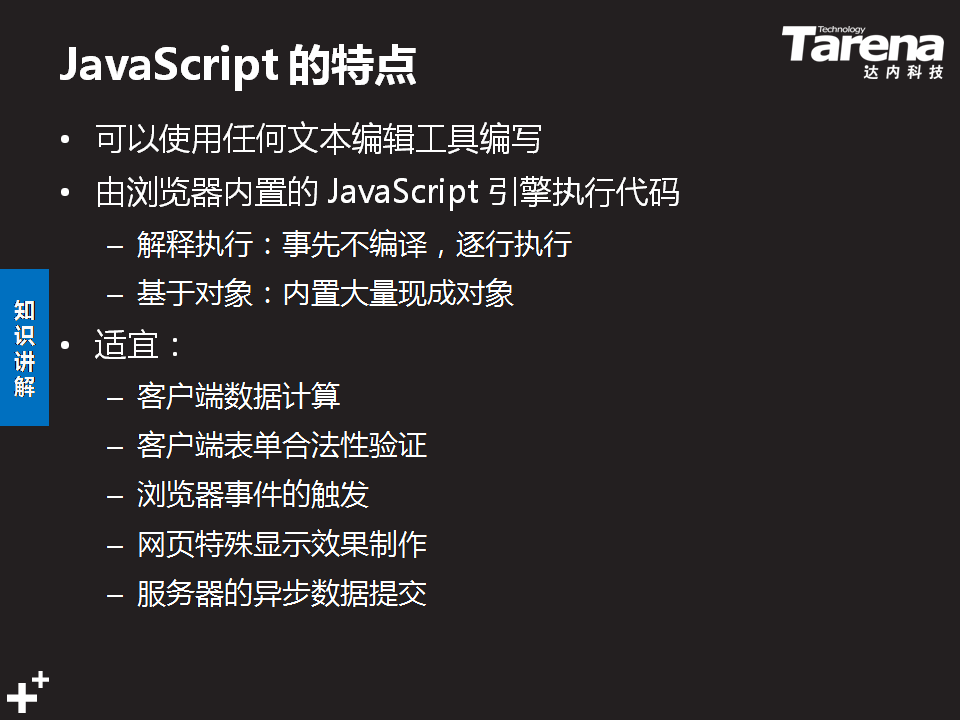 JavaScript 的特点
Technology
Tarena
达内科技
• 可以使用任何文本编辑工具编写
• 由浏览器内置的 JavaScript 引擎执行代码
– 解释执行：事先不编译，逐行执行
– 基于对象：内置大量现成对象
知识讲解
• 适宜：
– 客户端数据计算
– 客户端表单合法性验证
– 浏览器事件的触发
– 网页特殊显示效果制作
– 服务器的异步数据提交